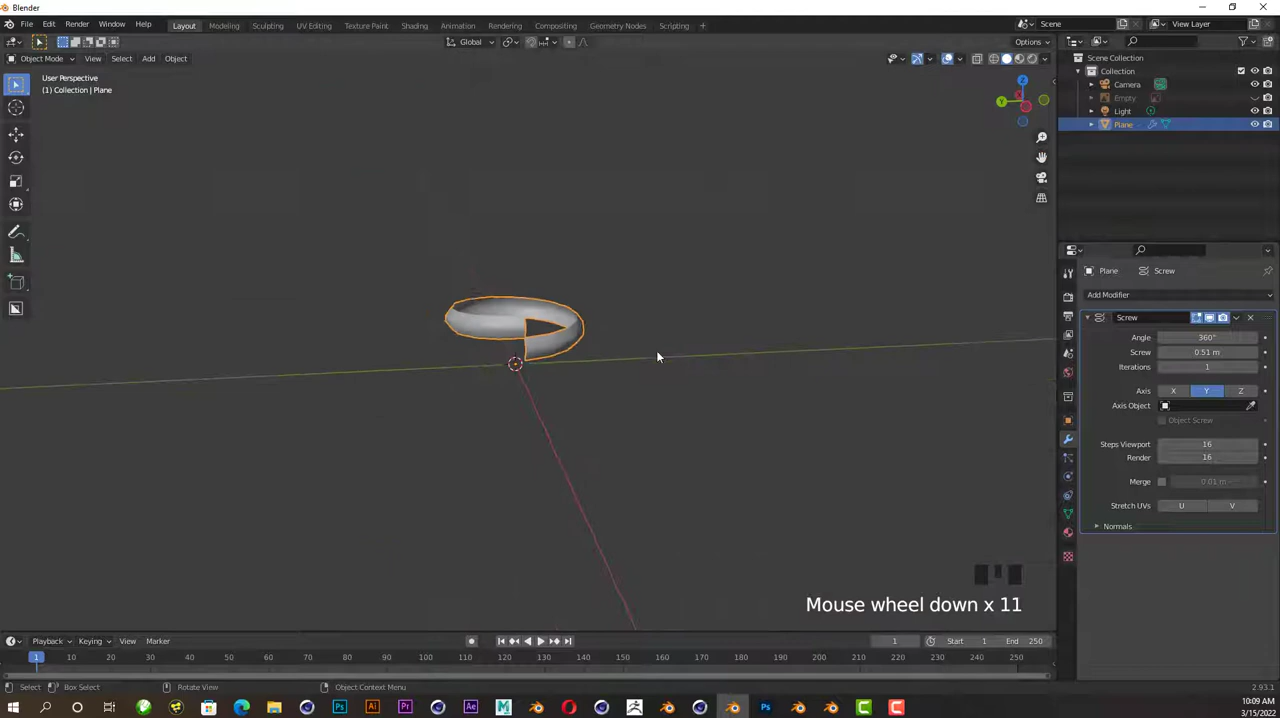 Blender
File Edit Render Window Help Layout Modeling Sculpting UV Editing Texture Paint Shading Animation Rendering Compositing Geometry Nodes Scripting + Scene View Layer
Global Options
Object Mode View Select Add Object
User Perspective
(1) Collection | Plane
Z
Y
X
Scene Collection
Collection
Camera
Empty
Light
Plane
Plane Screw
Add Modifier
Screw
Angle 360°
Screw 0.51 m
Iterations 1
Axis X Y Z
Axis Object
Object Screw
Steps Viewport 16
Render 16
Merge 0.01 m
Stretch UVs U V
Normals
Mouse wheel down x 11
Playback Keying View Marker 1 Start 1 End 250
1 10 20 30 40 50 60 70 80 90 100 110 120 130 140 150 160 170 180 190 200 210 220 230 240 250
Select Box Select Rotate View Object Context Menu 2.93.1
Ps Ai Pr Ae M Ps C C
10:09 AM
3/15/2022